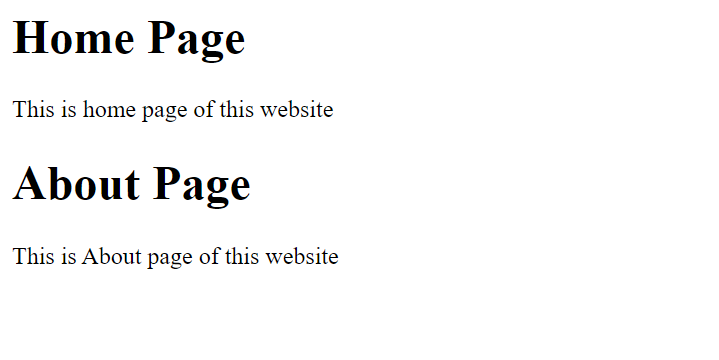 Home Page
This is home page of this website
About Page
This is About page of this website